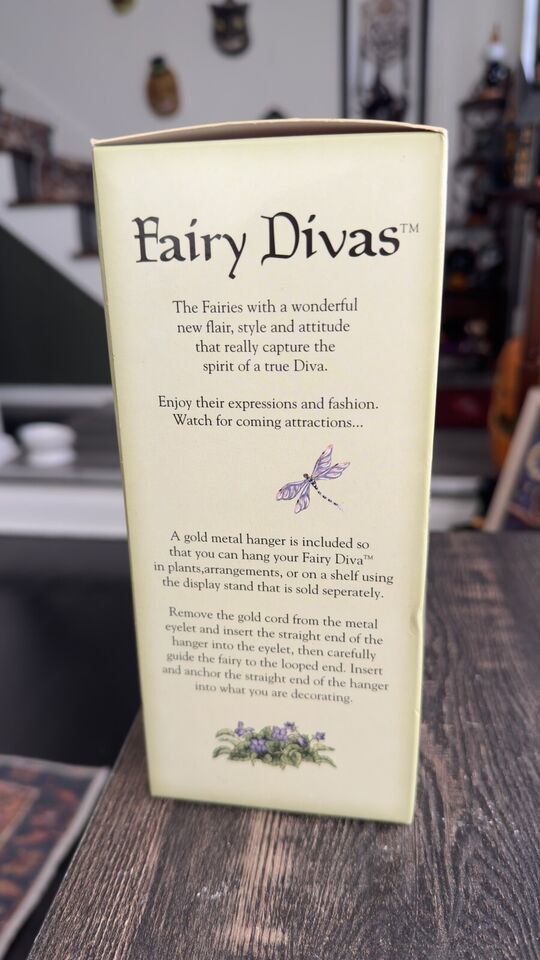 Fairy Divas™
The Fairies with a wonderful
new flair, style and attitude
that really capture the
spirit of a true Diva.
Enjoy their expressions and fashion.
Watch for coming attractions...
A gold metal hanger is included so
that you can hang your Fairy Diva™
in plants,arrangements, or on a shelf using
the display stand that is sold seperately.
Remove the gold cord from the metal
eyelet and insert the straight end of the
hanger into the eyelet, then carefully
guide the fairy to the looped end. Insert
and anchor the straight end of the hanger
into what you are decorating.